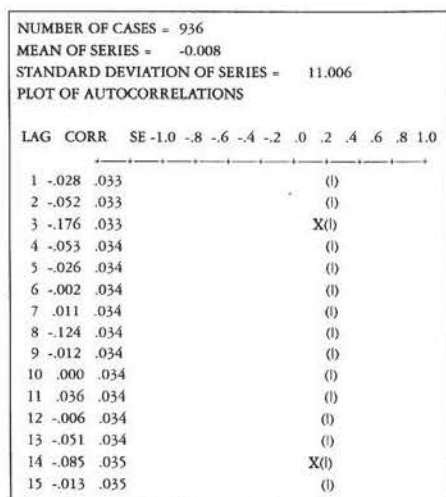 NUMBER OF CASES = 936
MEAN OF SERIES = -0.008
STANDARD DEVIATION OF SERIES = 11.006
PLOT OF AUTOCORRELATIONS
LAG CORR SE -1.0 -.8 -.6 -.4 -.2 .0 .2 .4 .6 .8 1.0
1 -.028 .033 (I)
2 -.052 .033 (I)
3 -.176 .033 X(I)
4 -.053 .034 (I)
5 -.026 .034 (I)
6 -.002 .034 (I)
7 .011 .034 (I)
8 -.124 .034 (I)
9 -.012 .034 (I)
10 .000 .034 (I)
11 .036 .034 (I)
12 -.006 .034 (I)
13 -.051 .034 (I)
14 -.085 .035 X(I)
15 -.013 .035 (I)